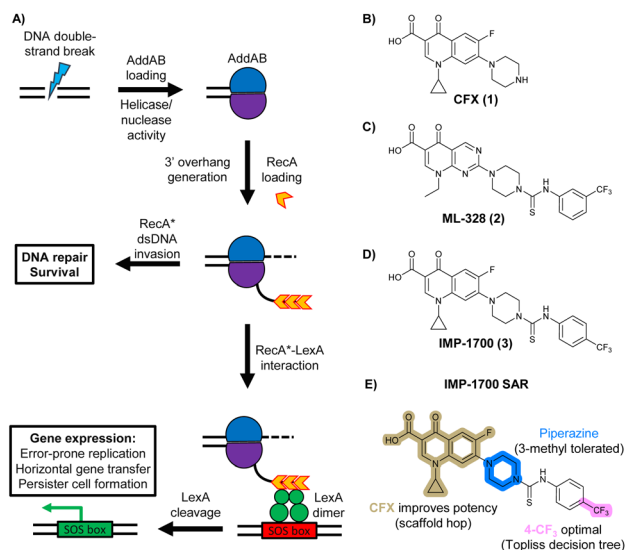 A)
DNA double-
strand break
AddAB
loading
Helicase/
nuclease
activity
AddAB
3' overhang
generation
RecA
loading
RecA*
dsDNA
invasion
DNA repair
Survival
RecA*-LexA
interaction
Gene expression:
Error-prone replication
Horizontal gene transfer
Persister cell formation
LexA
cleavage
LexA
dimer
SOS box
SOS box
B)
O
F
HO
O
N
N
NH
CFX (1)
C)
O
O
HO
N
N
N
N
N
H
N
S
CF3
ML-328 (2)
D)
O
O
F
HO
N
N
N
H
N
S
CF3
IMP-1700 (3)
E)
IMP-1700 SAR
O
O
F
HO
N
N
N
H
N
S
CF3
Piperazine
(3-methyl tolerated)
CFX improves potency
(scaffold hop)
4-CF3 optimal
(Topliss decision tree)